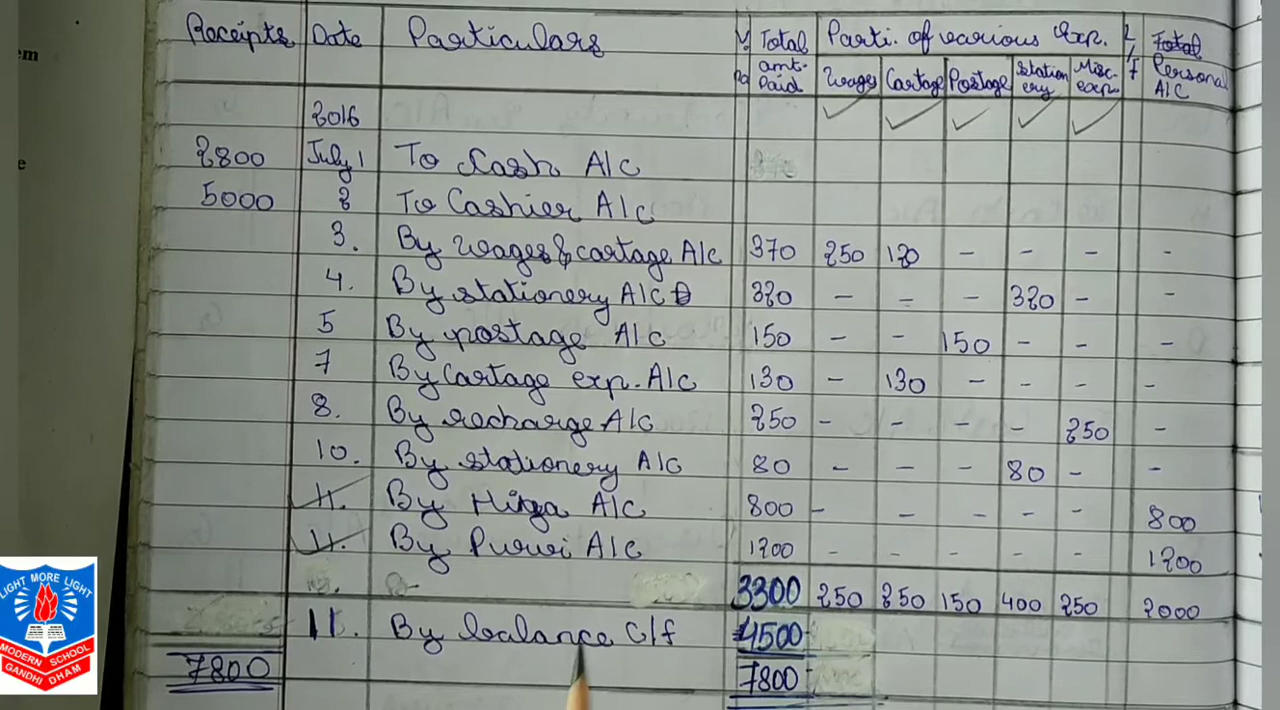 em
e
Receipts Date Particulars V. no Total amt. Paid Parti. of various Exp. L/F Total Personal A/C
Wages Cartage Postage Stationery Misc. exp.
2016
2800 July 1 To Cash A/C
5000 2 To Cashier A/C
3. By wages & cartage A/C 370 250 120 - - - -
4. By stationery A/C 320 - - - 320 - -
5 By postage A/C 150 - - 150 - - -
7 By Cartage exp. A/C 130 - 130 - - - -
8. By recharge A/C 250 - - - - 250 -
10. By stationery A/C 80 - - - 80 - -
11. By Hirza A/C 800 - - - - - 800
11. By Purvi A/C 1200 - - - - - 1200
3300 250 250 150 400 250 2000
11. By balance C/f 4500
7800 7800
LIGHT MORE LIGHT
MODERN SCHOOL
GANDHI DHAM